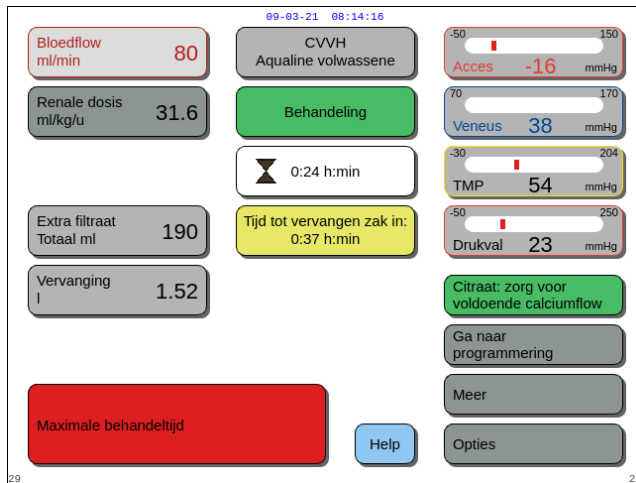 09-03-21 08:14:16
Bloedflow
ml/min
80
Renale dosis
ml/kg/u
31.6
Extra filtraat
Totaal ml
190
Vervanging
l
1.52
Maximale behandeltijd
CVVH
Aqualine volwassene
Behandeling
0:24 h:min
Tijd tot vervangen zak in:
0:37 h:min
Help
-50 150
Acces -16 mmHg
70 170
Veneus 38 mmHg
-30 204
TMP 54 mmHg
-50 250
Drukval 23 mmHg
Citraat: zorg voor
voldoende calciumflow
Ga naar
programmering
Meer
Opties
29
2